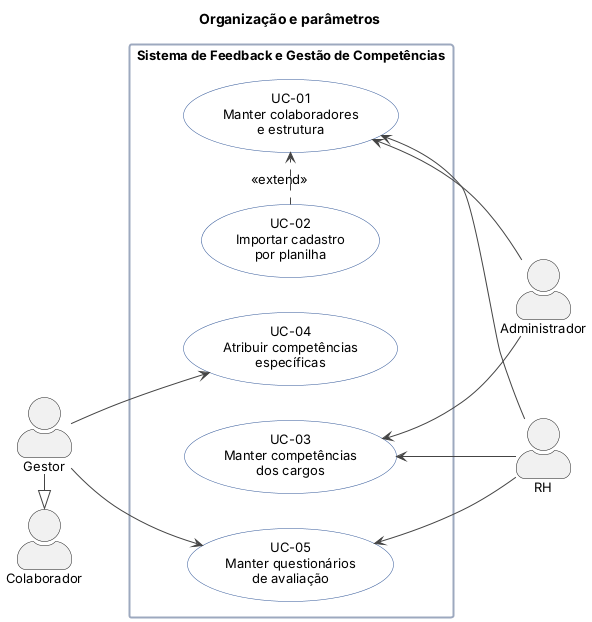 Organização e parâmetros
Sistema de Feedback e Gestão de Competências
UC-01
Manter colaboradores
e estrutura
«extend»
UC-02
Importar cadastro
por planilha
Administrador
UC-04
Atribuir competências
específicas
UC-03
Manter competências
dos cargos
Gestor
RH
UC-05
Manter questionários
de avaliação
Colaborador